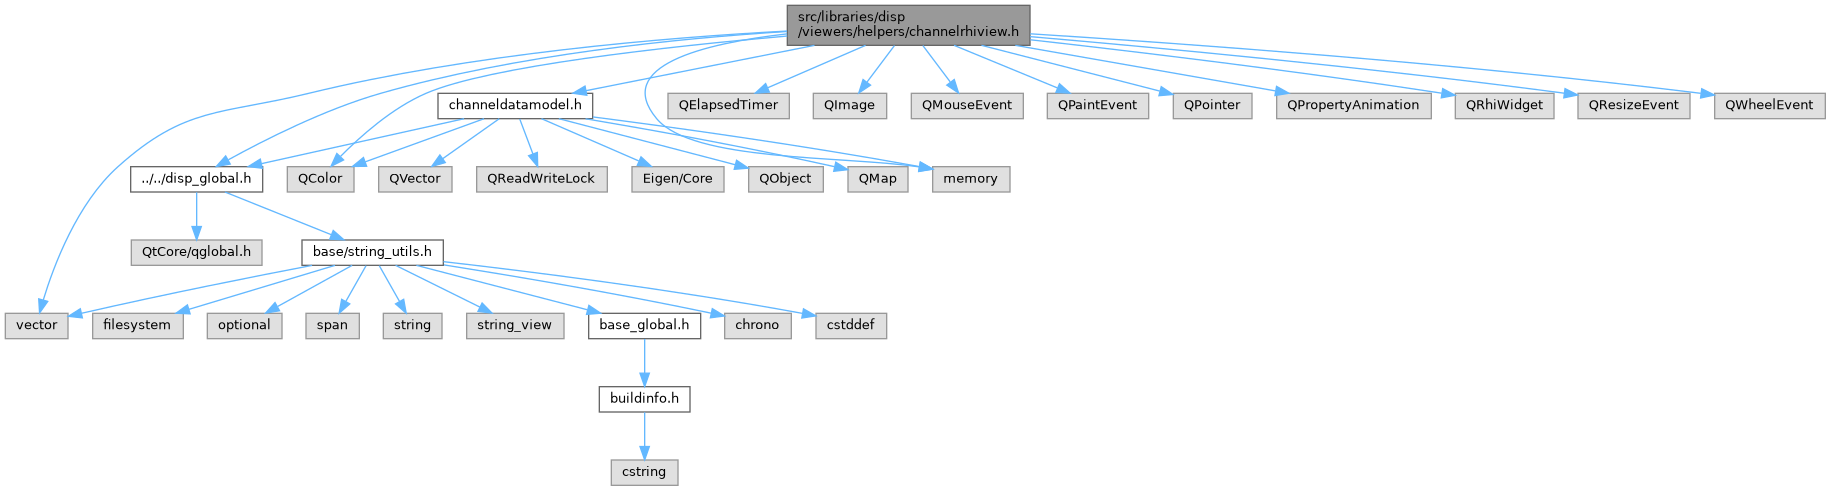 src/libraries/disp
/viewers/helpers/channelrhiview.h
channeldatamodel.h
QElapsedTimer
QImage
QMouseEvent
QPaintEvent
QPointer
QPropertyAnimation
QRhiWidget
QResizeEvent
QWheelEvent
../../disp_global.h
QColor
QVector
QReadWriteLock
Eigen/Core
QObject
QMap
memory
QtCore/qglobal.h
base/string_utils.h
vector
filesystem
optional
span
string
string_view
base_global.h
chrono
cstddef
buildinfo.h
cstring